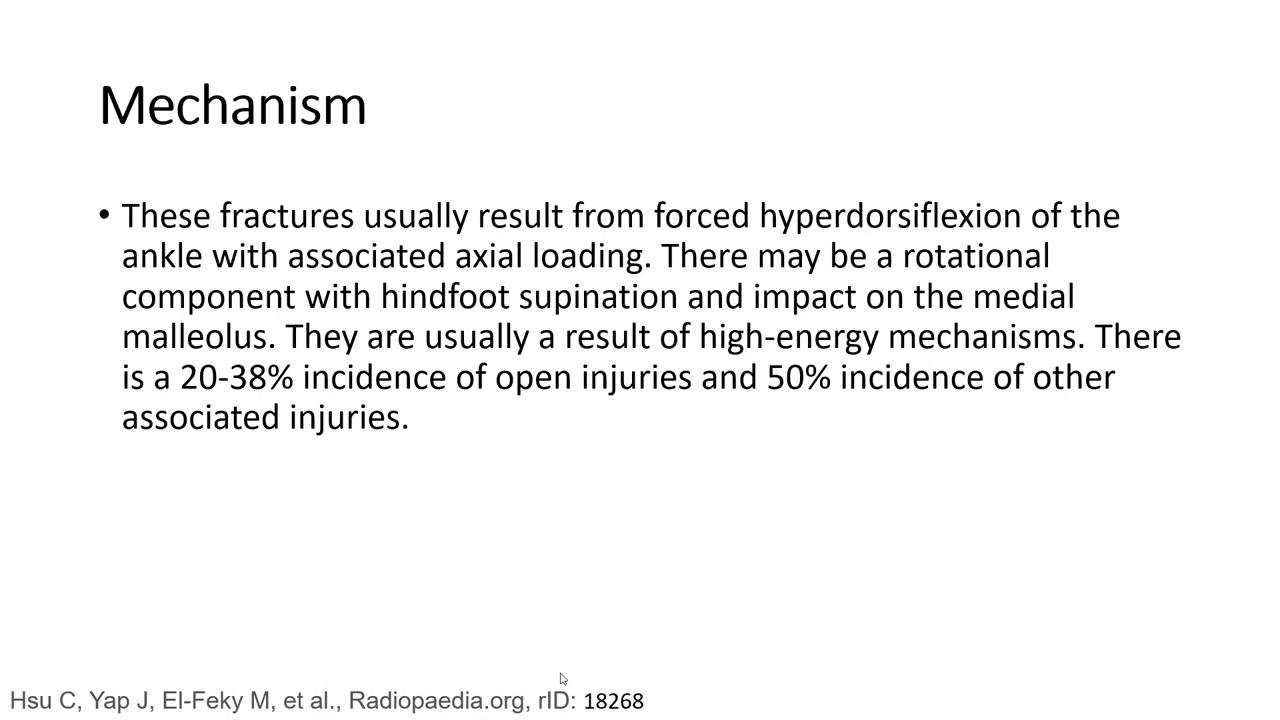 Mechanism
• These fractures usually result from forced hyperdorsiflexion of the
ankle with associated axial loading. There may be a rotational
component with hindfoot supination and impact on the medial
malleolus. They are usually a result of high-energy mechanisms. There
is a 20-38% incidence of open injuries and 50% incidence of other
associated injuries.
Hsu C, Yap J, El-Feky M, et al., Radiopaedia.org, rID: 18268